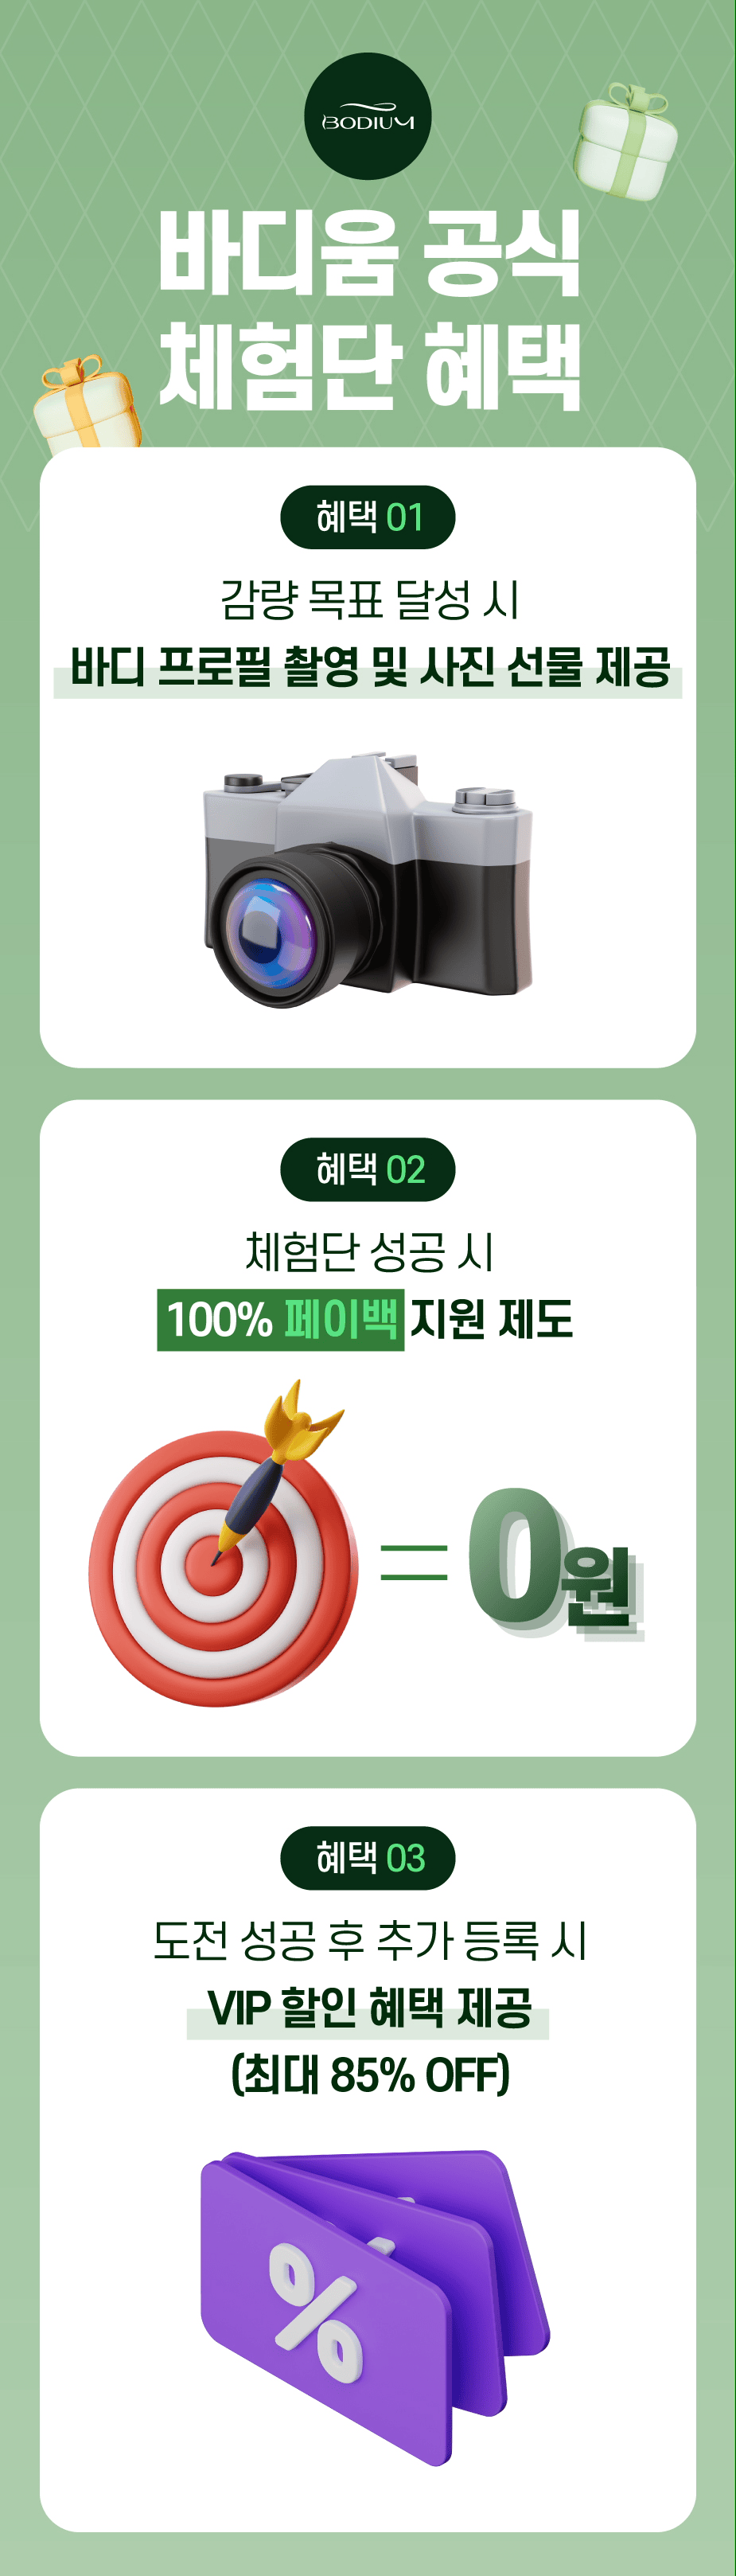 BODIUM
바디움 공식
체험단 혜택
혜택 01
감량 목표 달성 시
바디 프로필 촬영 및 사진 선물 제공
혜택 02
체험단 성공 시
100% 페이백 지원 제도
= 0원
혜택 03
도전 성공 후 추가 등록 시
VIP 할인 혜택 제공
(최대 85% OFF)
%